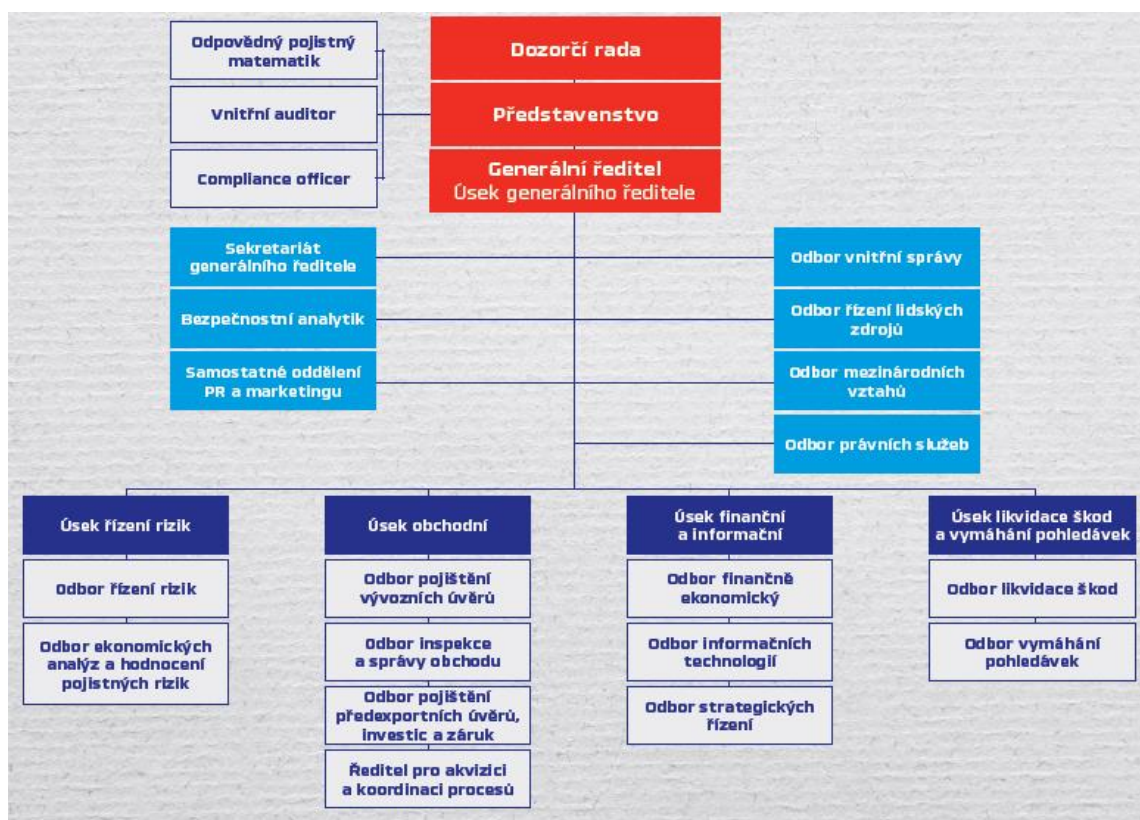 Odpovědný pojistný
matematik
Vnitřní auditor
Compliance officer
Dozorčí rada
Představenstvo
Generální ředitel
Úsek generálního ředitele
Sekretariát
generálního ředitele
Bezpečnostní analytik
Samostatné oddělení
PR a marketingu
Odbor vnitřní správy
Odbor řízení lidských
zdrojů
Odbor mezinárodních
vztahů
Odbor právních služeb
Úsek řízení rizik
Odbor řízení rizik
Odbor ekonomických
analýz a hodnocení
pojistných rizik
Úsek obchodní
Odbor pojištění
vývozních úvěrů
Odbor inspekce
a správy obchodu
Odbor pojištění
předexportních úvěrů,
investic a záruk
Ředitel pro akvizici
a koordinaci procesů
Úsek finanční
a informační
Odbor finančně
ekonomický
Odbor informačních
technologií
Odbor strategických
řízení
Úsek likvidace škod
a vymáhání pohledávek
Odbor likvidace škod
Odbor vymáhání
pohledávek